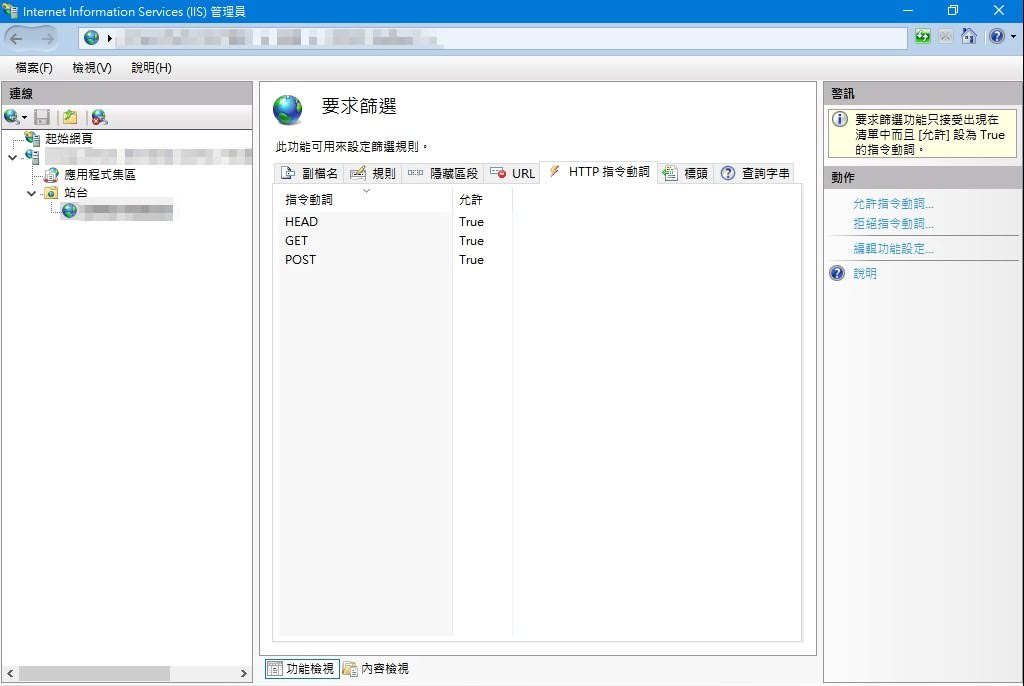 Internet Information Services (IIS) 管理員
檔案(F) 檢視(V) 說明(H)
連線
起始網頁
應用程式集區
站台
要求篩選
此功能可用來設定篩選規則。
副檔名 規則 隱藏區段 URL HTTP 指令動詞 標頭 查詢字串
指令動詞 允許
HEAD True
GET True
POST True
功能檢視 內容檢視
警訊
要求篩選功能只接受出現在
清單中而且 [允許] 設為 True
的指令動詞。
動作
允許指令動詞...
拒絕指令動詞...
編輯功能設定...
說明